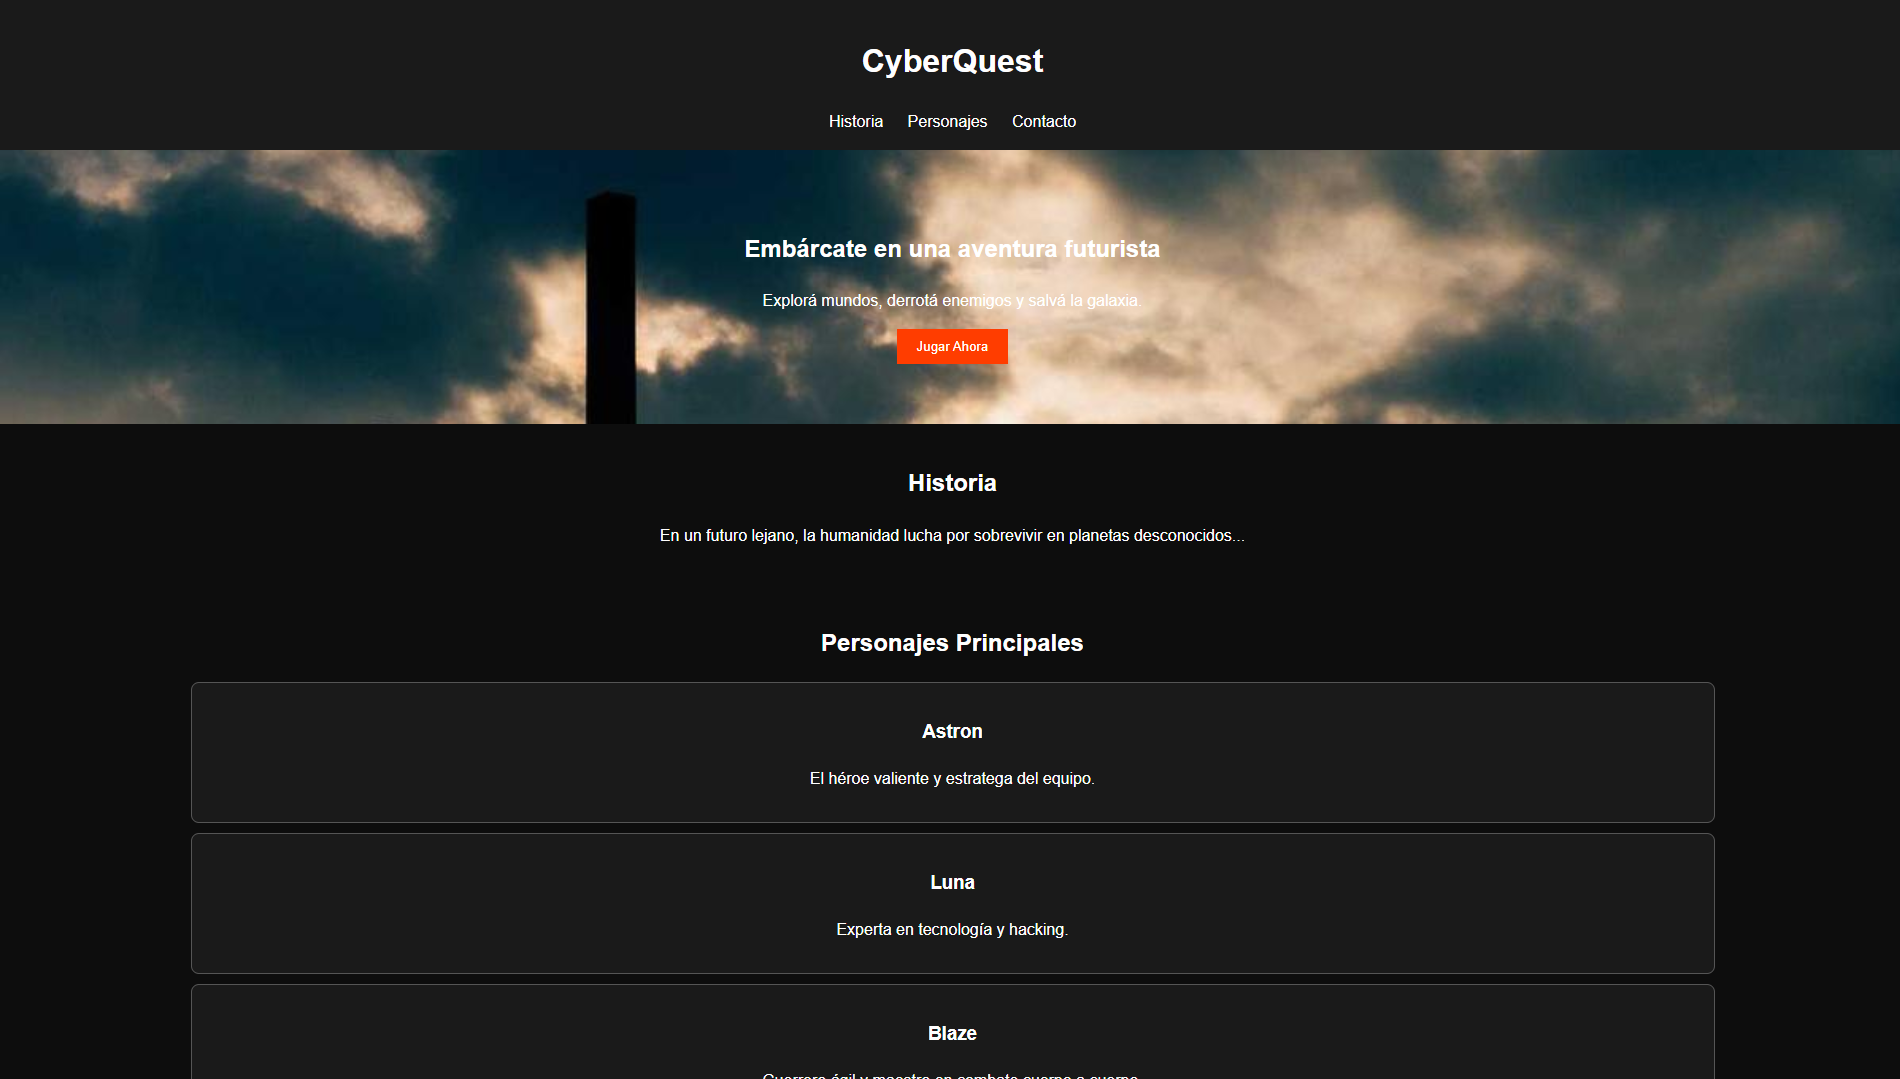 CyberQuest
Historia Personajes Contacto
Embárcate en una aventura futurista
Explorá mundos, derrotá enemigos y salvá la galaxia.
Jugar Ahora
Historia
En un futuro lejano, la humanidad lucha por sobrevivir en planetas desconocidos...
Personajes Principales
Astron
El héroe valiente y estratega del equipo.
Luna
Experta en tecnología y hacking.
Blaze